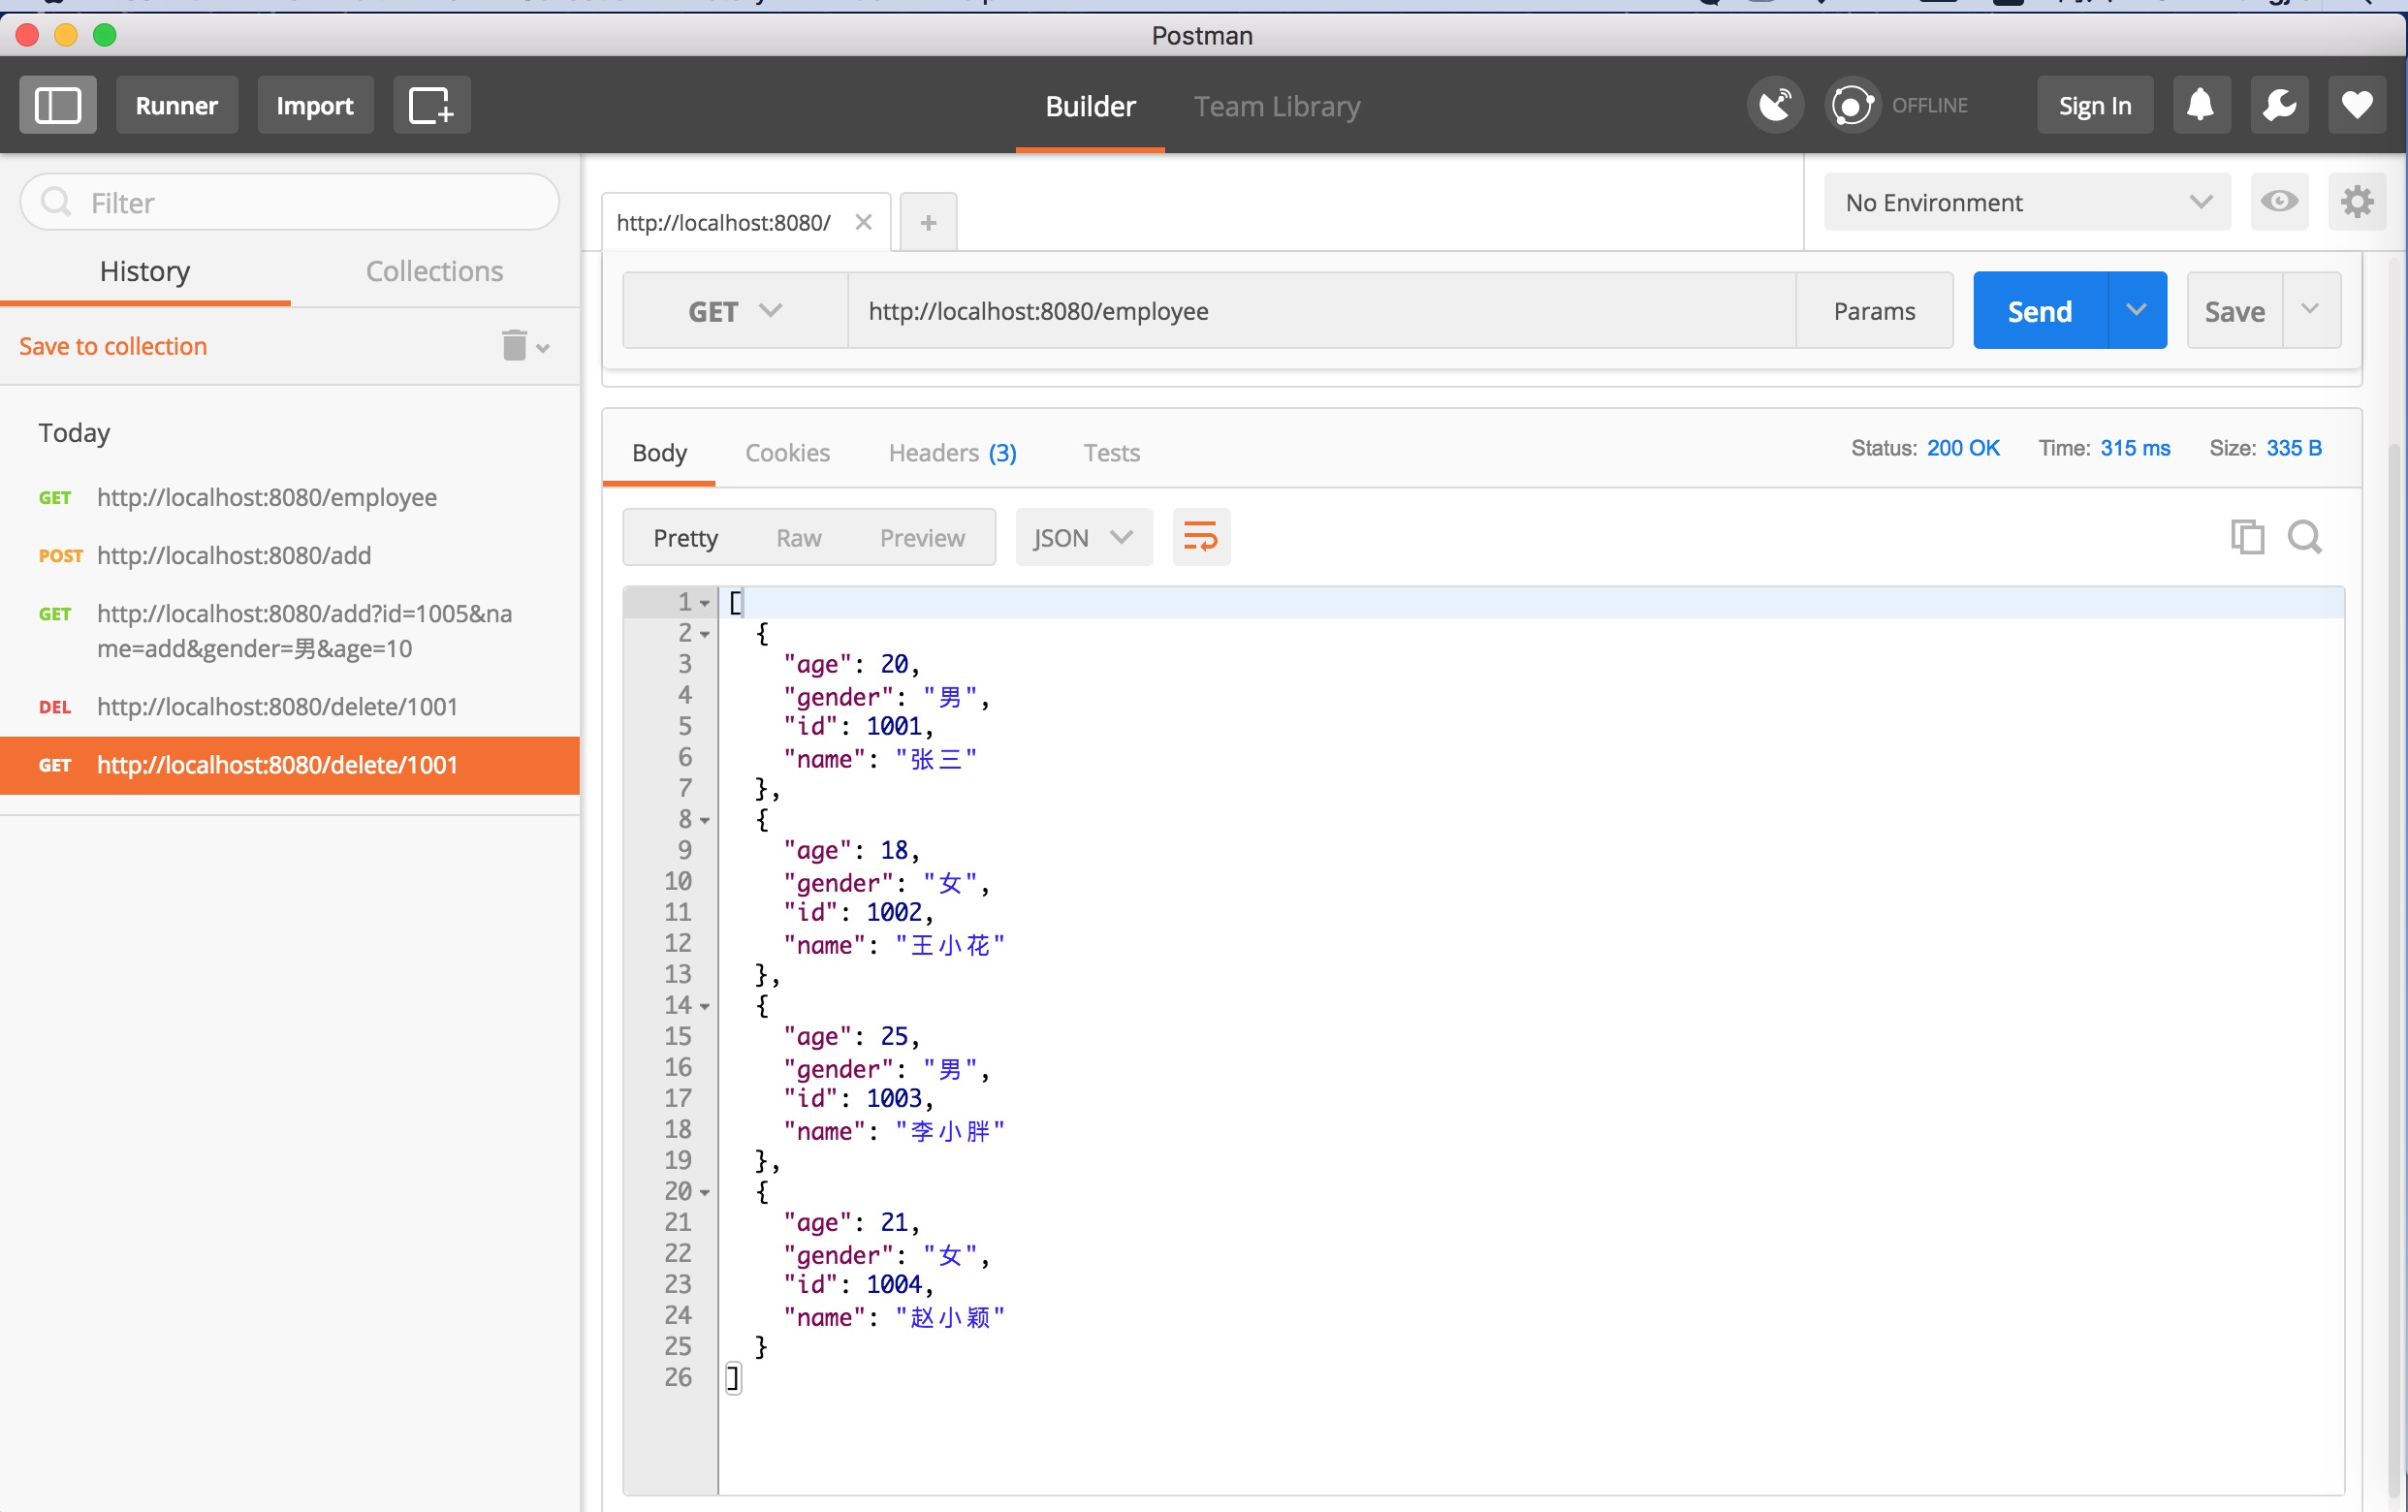 Postman
Runner Import Builder Team Library OFFLINE Sign In
Filter
http://localhost:8080/
No Environment
History Collections
GET http://localhost:8080/employee Params Send Save
Save to collection
Today
GET http://localhost:8080/employee
POST http://localhost:8080/add
GET http://localhost:8080/add?id=1005&na
me=add&gender=男&age=10
DEL http://localhost:8080/delete/1001
GET http://localhost:8080/delete/1001
Body Cookies Headers (3) Tests Status: 200 OK Time: 315 ms Size: 335 B
Pretty Raw Preview JSON
1 [
2 {
3 "age": 20,
4 "gender": "男",
5 "id": 1001,
6 "name": "张三"
7 },
8 {
9 "age": 18,
10 "gender": "女",
11 "id": 1002,
12 "name": "王小花"
13 },
14 {
15 "age": 25,
16 "gender": "男",
17 "id": 1003,
18 "name": "李小胖"
19 },
20 {
21 "age": 21,
22 "gender": "女",
23 "id": 1004,
24 "name": "赵小颖"
25 }
26 ]